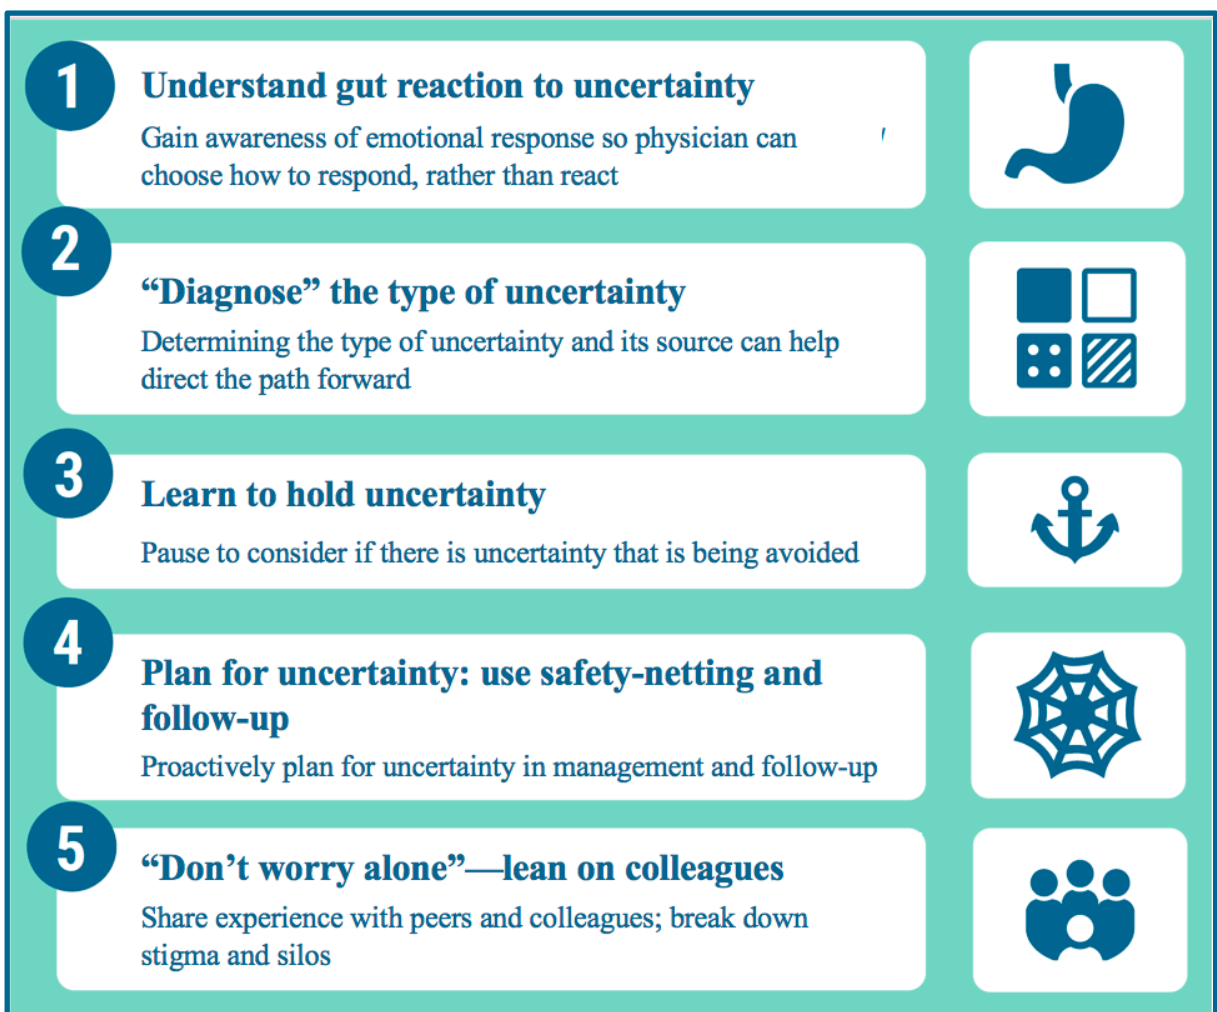 1
Understand gut reaction to uncertainty
Gain awareness of emotional response so physician can
choose how to respond, rather than react
2
“Diagnose” the type of uncertainty
Determining the type of uncertainty and its source can help
direct the path forward
3
Learn to hold uncertainty
Pause to consider if there is uncertainty that is being avoided
4
Plan for uncertainty: use safety-netting and
follow-up
Proactively plan for uncertainty in management and follow-up
5
“Don’t worry alone”—lean on colleagues
Share experience with peers and colleagues; break down
stigma and silos